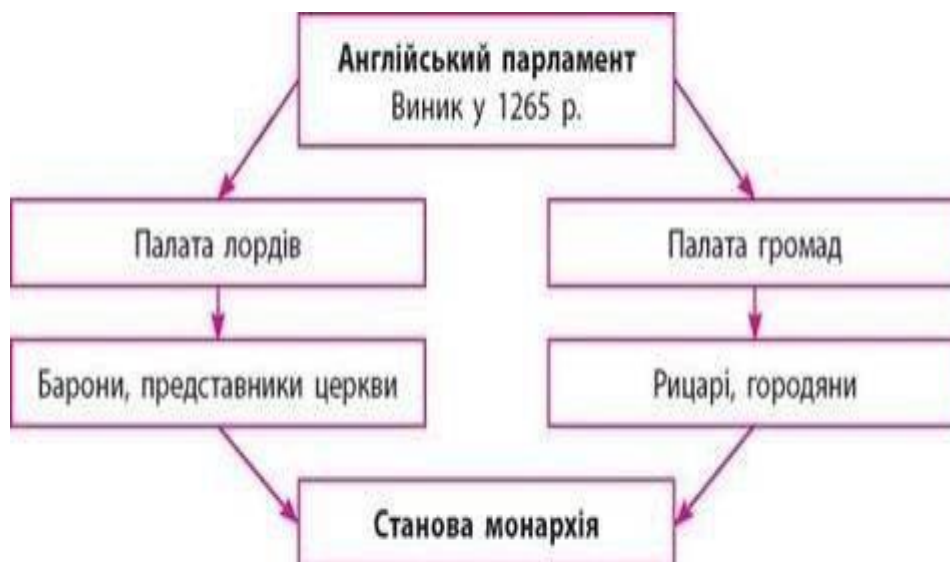 Англійський парламент
Виник у 1265 р.
Палата лордів
Палата громад
Барони, представники церкви
Рицарі, городяни
Станова монархія